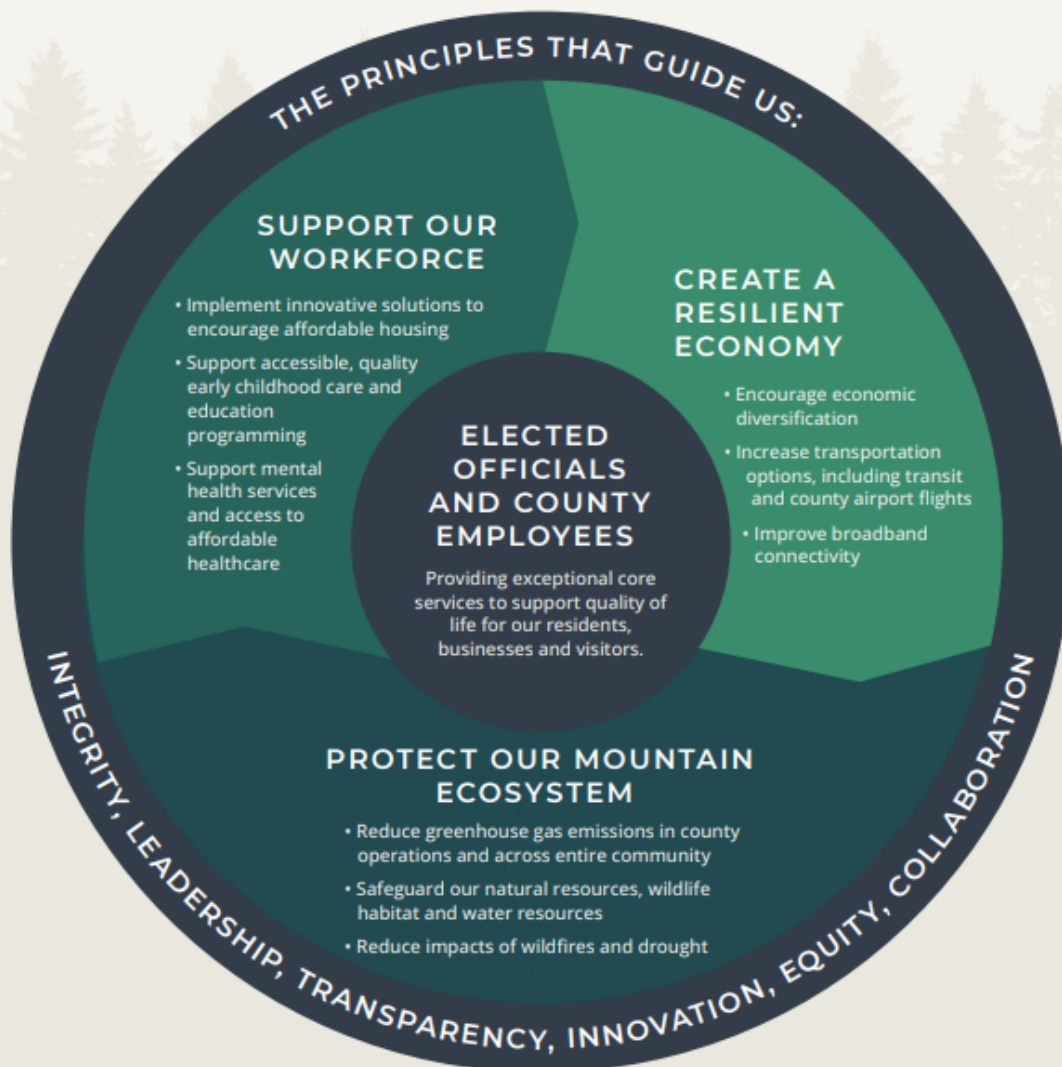 THE PRINCIPLES THAT GUIDE US:
SUPPORT OUR
WORKFORCE
• Implement innovative solutions to
encourage affordable housing
• Support accessible, quality
early childhood care and
education
programming
• Support mental
health services
and access to
affordable
healthcare
CREATE A
RESILIENT
ECONOMY
• Encourage economic
diversification
• Increase transportation
options, including transit
and county airport flights
• Improve broadband
connectivity
ELECTED
OFFICIALS
AND COUNTY
EMPLOYEES
Providing exceptional core
services to support quality of
life for our residents,
businesses and visitors.
PROTECT OUR MOUNTAIN
ECOSYSTEM
• Reduce greenhouse gas emissions in county
operations and across entire community
• Safeguard our natural resources, wildlife
habitat and water resources
• Reduce impacts of wildfires and drought
INTEGRITY, LEADERSHIP, TRANSPARENCY, INNOVATION, EQUITY, COLLABORATION